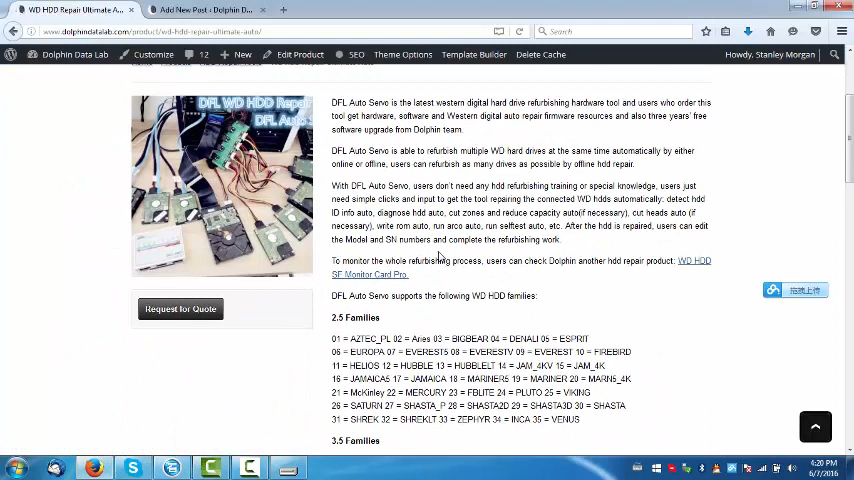 WD HDD Repair Ultimate A...
Add New Post ‹ Dolphin D...
www.dolphindatalab.com/product/wd-hdd-repair-ultimate-auto/
Search
Dolphin Data Lab
Customize
12
New
Edit Product
SEO
Theme Options
Template Builder
Delete Cache
Howdy, Stanley Morgan
DFL WD HDD Repair
DFL Auto S
Request for Quote
DFL Auto Servo is the latest western digital hard drive refurbishing hardware tool and users who order this
tool get hardware, software and Western digital auto repair firmware resources and also three years' free
software upgrade from Dolphin team.
DFL Auto Servo is able to refurbish multiple WD hard drives at the same time automatically by either
online or offline, users can refurbish as many drives as possible by offline hdd repair.
With DFL Auto Servo, users don't need any hdd refurbishing training or special knowledge, users just
need simple clicks and input to get the tool repairing the connected WD hdds automatically: detect hdd
ID info auto, diagnose hdd auto, cut zones and reduce capacity auto(if necessary), cut heads auto (if
necessary), write rom auto, run arco auto, run selftest auto, etc. After the hdd is repaired, users can edit
the Model and SN numbers and complete the refurbishing work.
To monitor the whole refurbishing process, users can check Dolphin another hdd repair product: WD HDD
SF Monitor Card Pro.
DFL Auto Servo supports the following WD HDD families:
2.5 Families
01 = AZTEC_PL 02 = Aries 03 = BIGBEAR 04 = DENALI 05 = ESPRIT
06 = EUROPA 07 = EVEREST5 08 = EVERESTV 09 = EVEREST 10 = FIREBIRD
11 = HELIOS 12 = HUBBLE 13 = HUBBLELT 14 = JAM_4KV 15 = JAM_4K
16 = JAMAICA5 17 = JAMAICA 18 = MARINER5 19 = MARINER 20 = MARN5_4K
21 = McKinley 22 = MERCURY 23 = FBLITE 24 = PLUTO 25 = VIKING
26 = SATURN 27 = SHASTA_P 28 = SHASTA2D 29 = SHASTA3D 30 = SHASTA
31 = SHREK 32 = SHREKLT 33 = ZEPHYR 34 = INCA 35 = VENUS
3.5 Families
拖拽上传
4:20 PM
6/7/2016